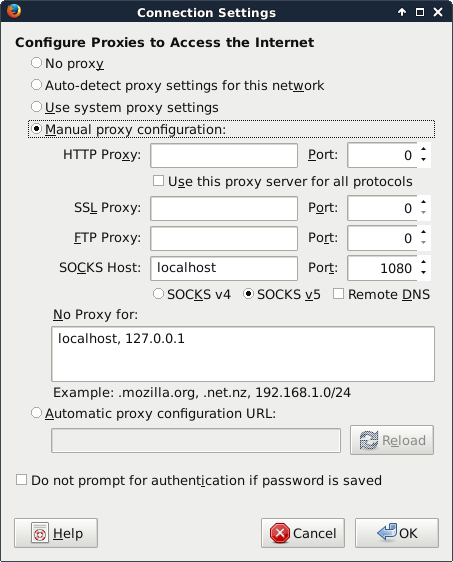 Connection Settings
Configure Proxies to Access the Internet
No proxy
Auto-detect proxy settings for this network
Use system proxy settings
Manual proxy configuration:
HTTP Proxy: Port: 0
Use this proxy server for all protocols
SSL Proxy: Port: 0
FTP Proxy: Port: 0
SOCKS Host: localhost Port: 1080
SOCKS v4 SOCKS v5 Remote DNS
No Proxy for:
localhost, 127.0.0.1
Example: .mozilla.org, .net.nz, 192.168.1.0/24
Automatic proxy configuration URL:
Reload
Do not prompt for authentication if password is saved
Help Cancel OK